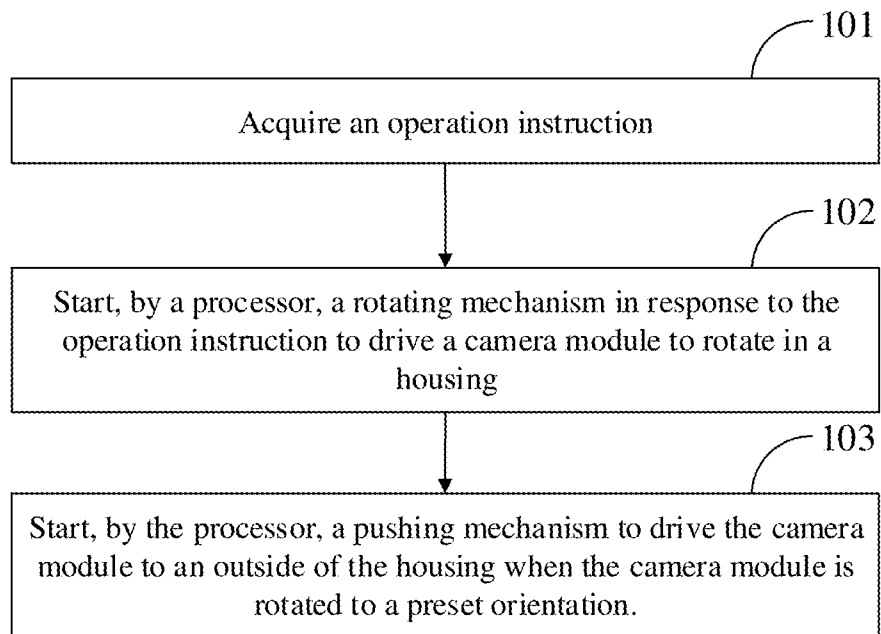 101
Acquire an operation instruction
102
Start, by a processor, a rotating mechanism in response to the
operation instruction to drive a camera module to rotate in a
housing
103
Start, by the processor, a pushing mechanism to drive the camera
module to an outside of the housing when the camera module is
rotated to a preset orientation.